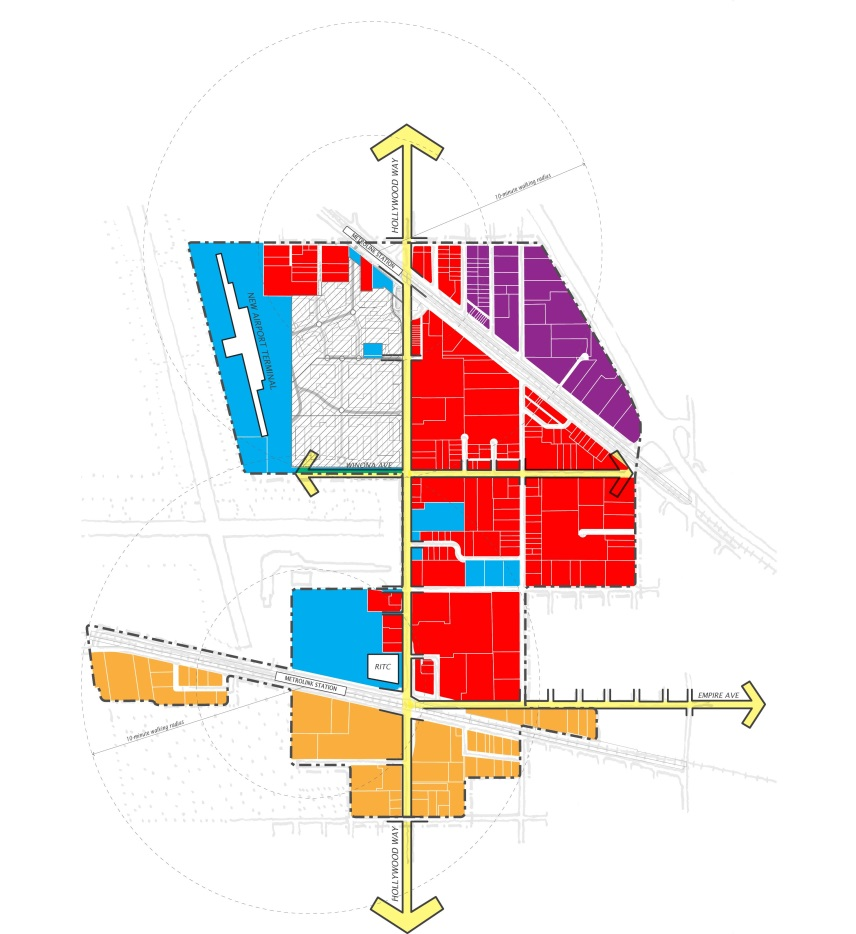 HOLLYWOOD WAY
10-minute walking radius
METROLINK STATION
NEW AIRPORT TERMINAL
WINONA AVE
RITC
METROLINK STATION
EMPIRE AVE
10-minute walking radius
HOLLYWOOD WAY